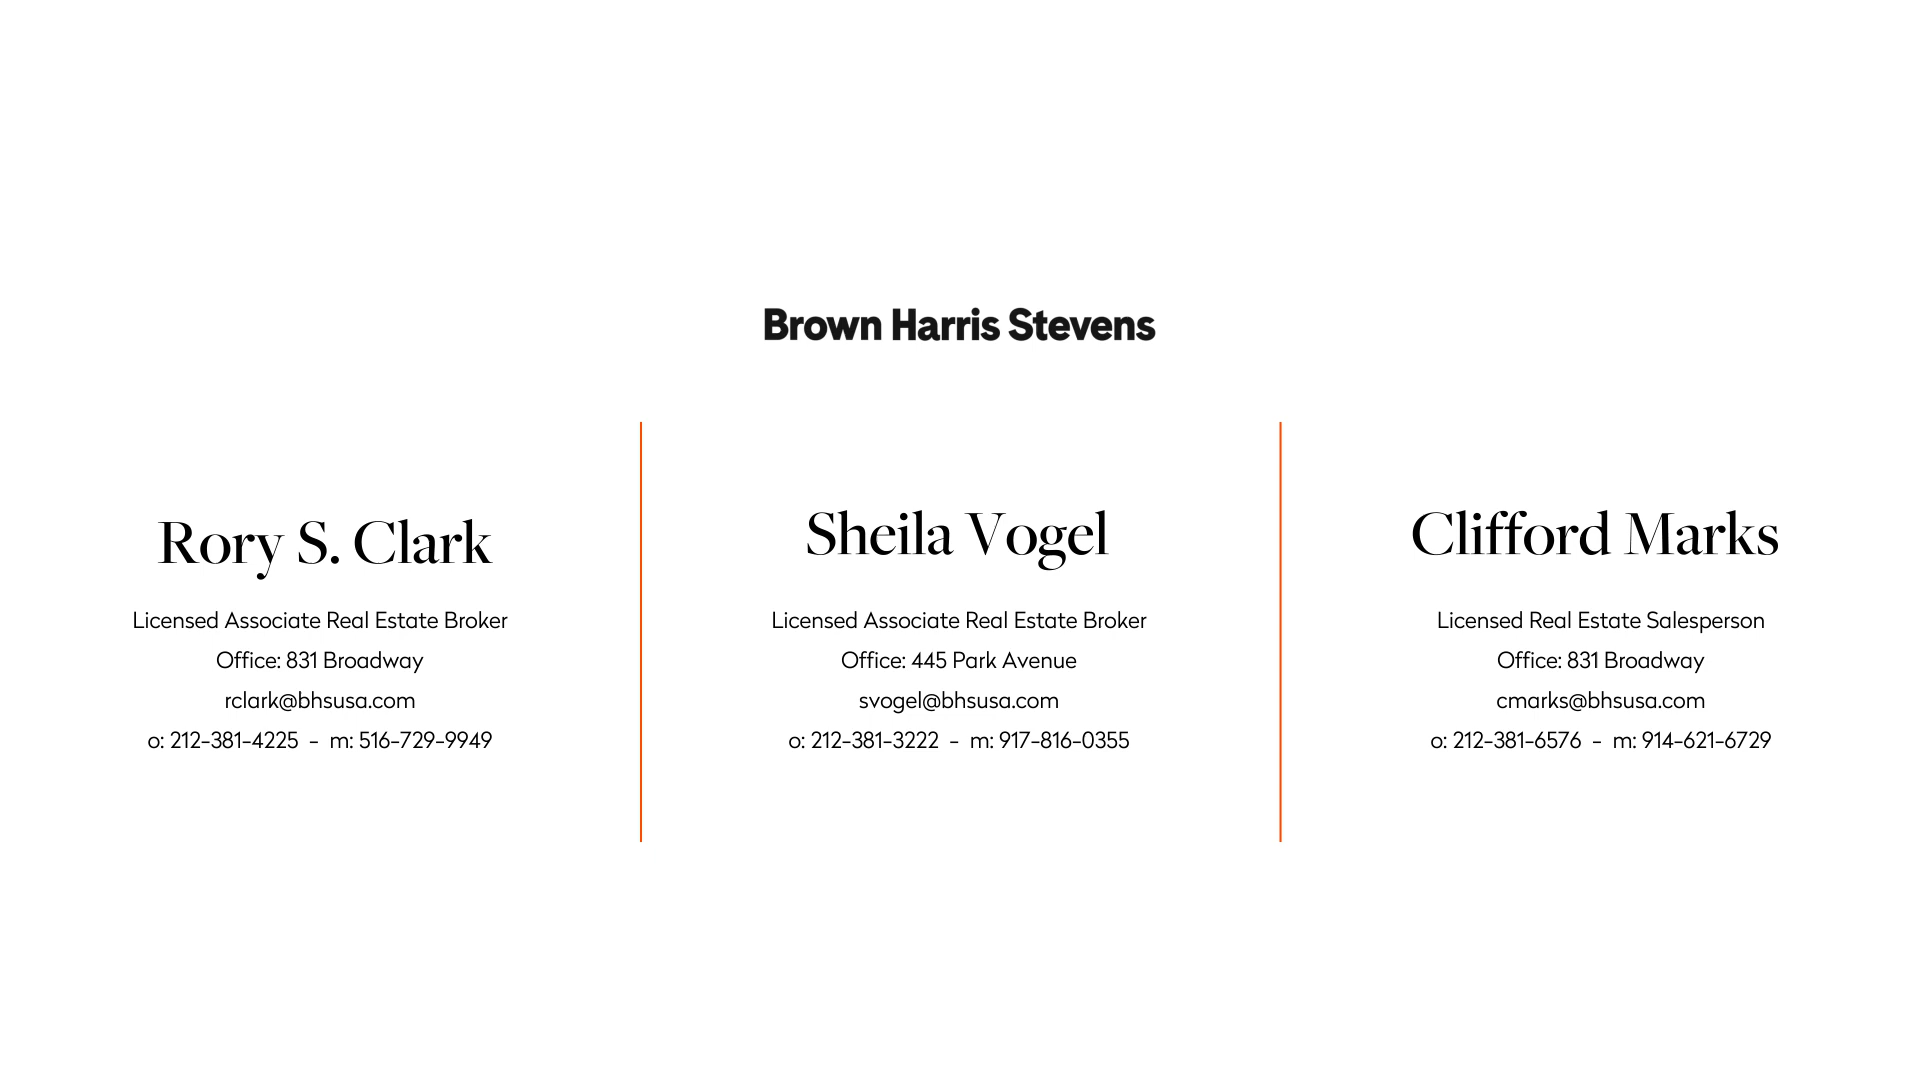 Brown Harris Stevens
Rory S. Clark
Licensed Associate Real Estate Broker
Office: 831 Broadway
rclark@bhsusa.com
o: 212-381-4225 - m: 516-729-9949
Sheila Vogel
Licensed Associate Real Estate Broker
Office: 445 Park Avenue
svogel@bhsusa.com
o: 212-381-3222 - m: 917-816-0355
Clifford Marks
Licensed Real Estate Salesperson
Office: 831 Broadway
cmarks@bhsusa.com
o: 212-381-6576 - m: 914-621-6729